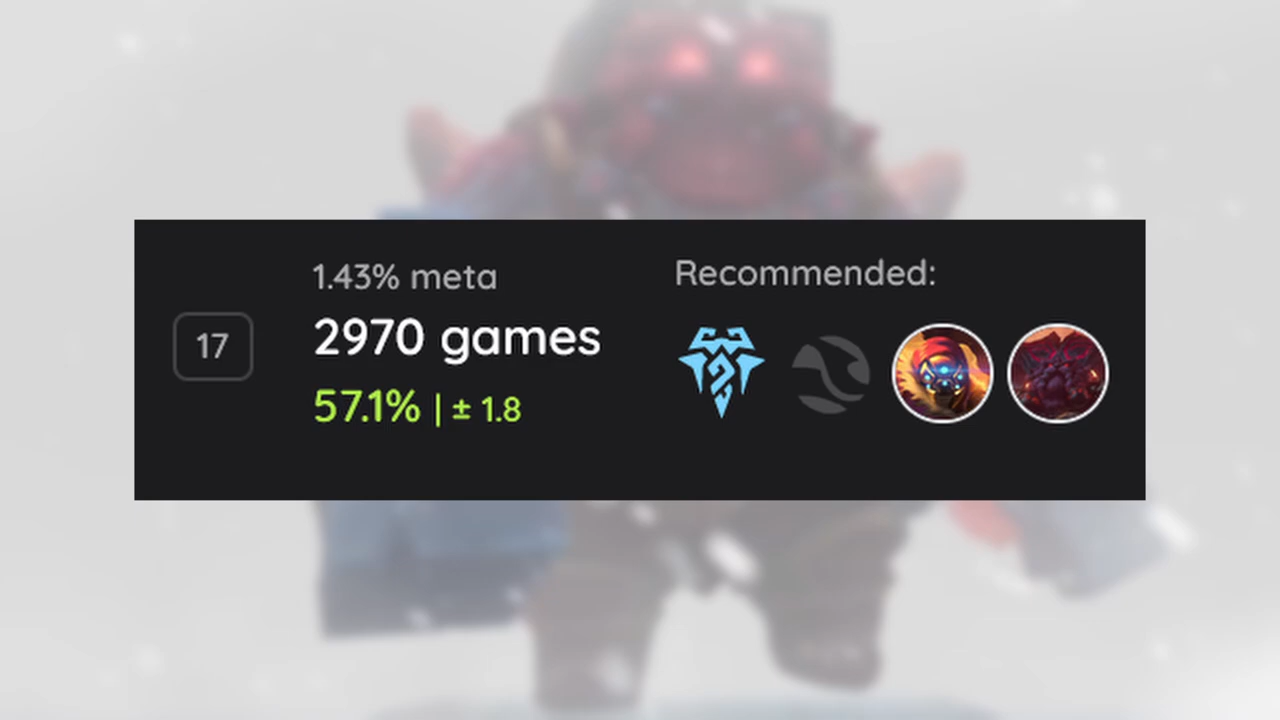 17
1.43% meta
2970 games
57.1% | ± 1.8
Recommended: